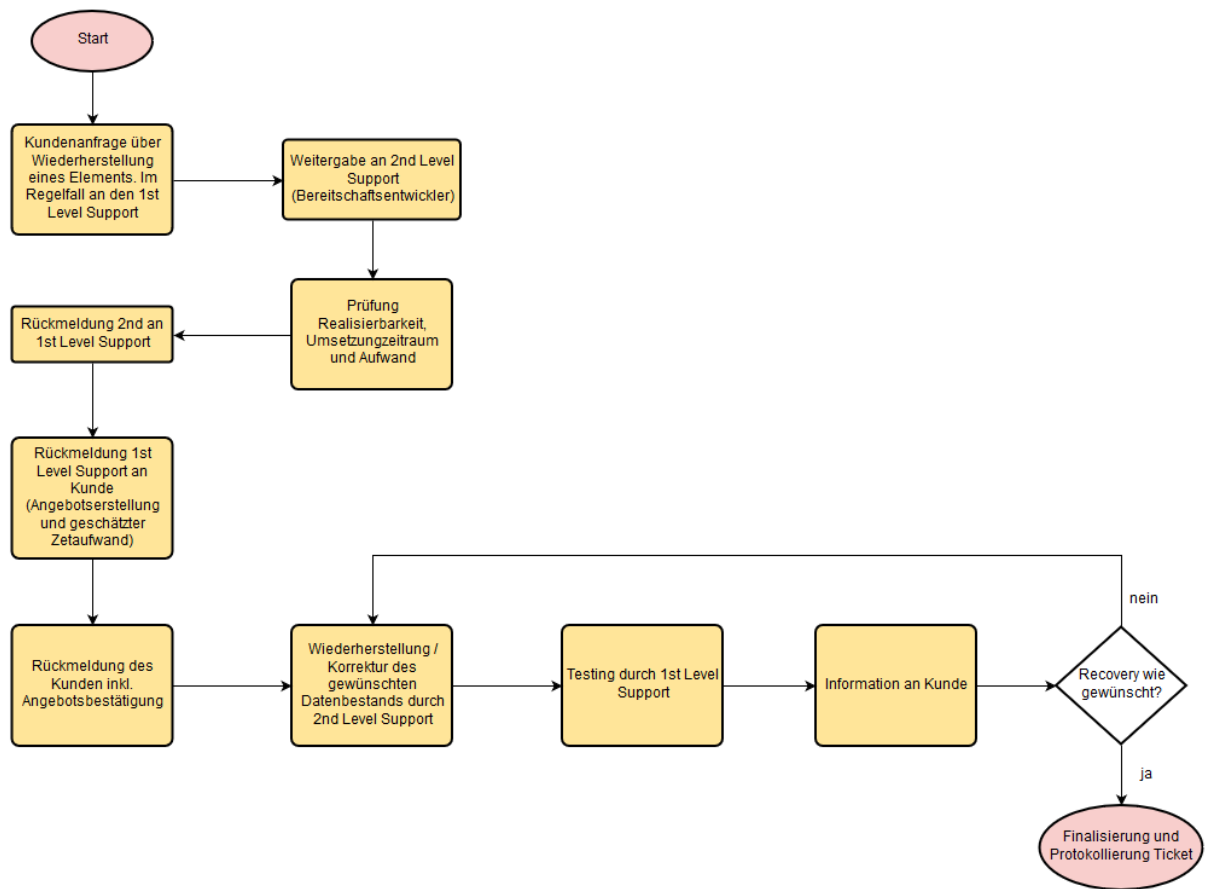 Start
Kundenanfrage über
Wiederherstellung
eines Elements. Im
Regelfall an den 1st
Level Support
Weitergabe an 2nd Level
Support
(Bereitschaftsentwickler)
Prüfung
Realisierbarkeit,
Umsetzungzeitraum
und Aufwand
Rückmeldung 2nd an
1st Level Support
Rückmeldung 1st
Level Support an
Kunde
(Angebotserstellung
und geschätzter
Zetaufwand)
Rückmeldung des
Kunden inkl.
Angebotsbestätigung
Wiederherstellung /
Korrektur des
gewünschten
Datenbestands durch
2nd Level Support
Testing durch 1st Level
Support
Information an Kunde
Recovery wie
gewünscht?
nein
ja
Finalisierung und
Protokollierung Ticket